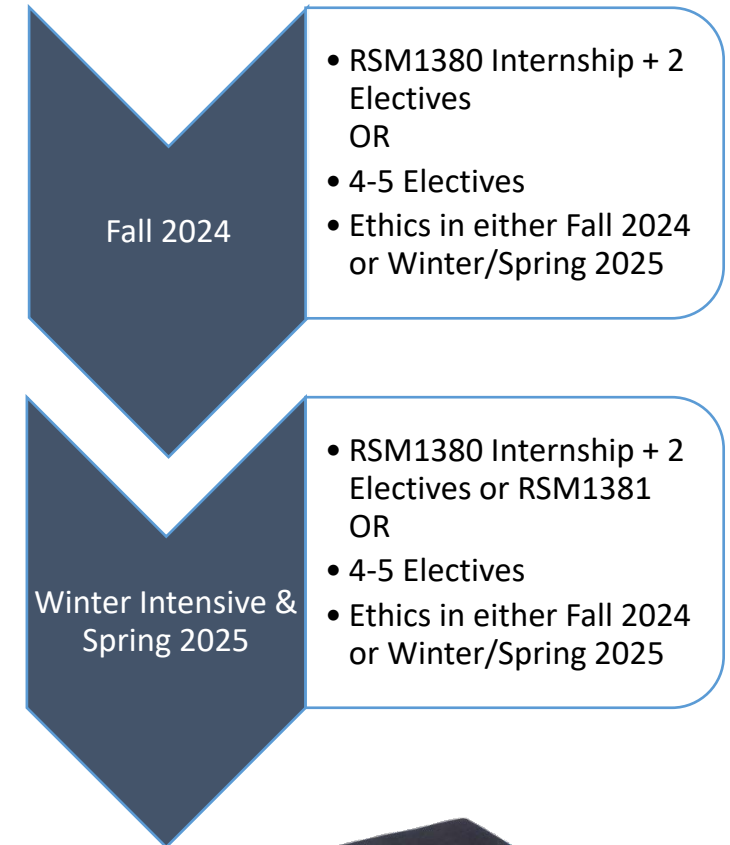 Fall 2024
• RSM1380 Internship + 2
Electives
OR
• 4-5 Electives
• Ethics in either Fall 2024
or Winter/Spring 2025
Winter Intensive &
Spring 2025
• RSM1380 Internship + 2
Electives or RSM1381
OR
• 4-5 Electives
• Ethics in either Fall 2024
or Winter/Spring 2025